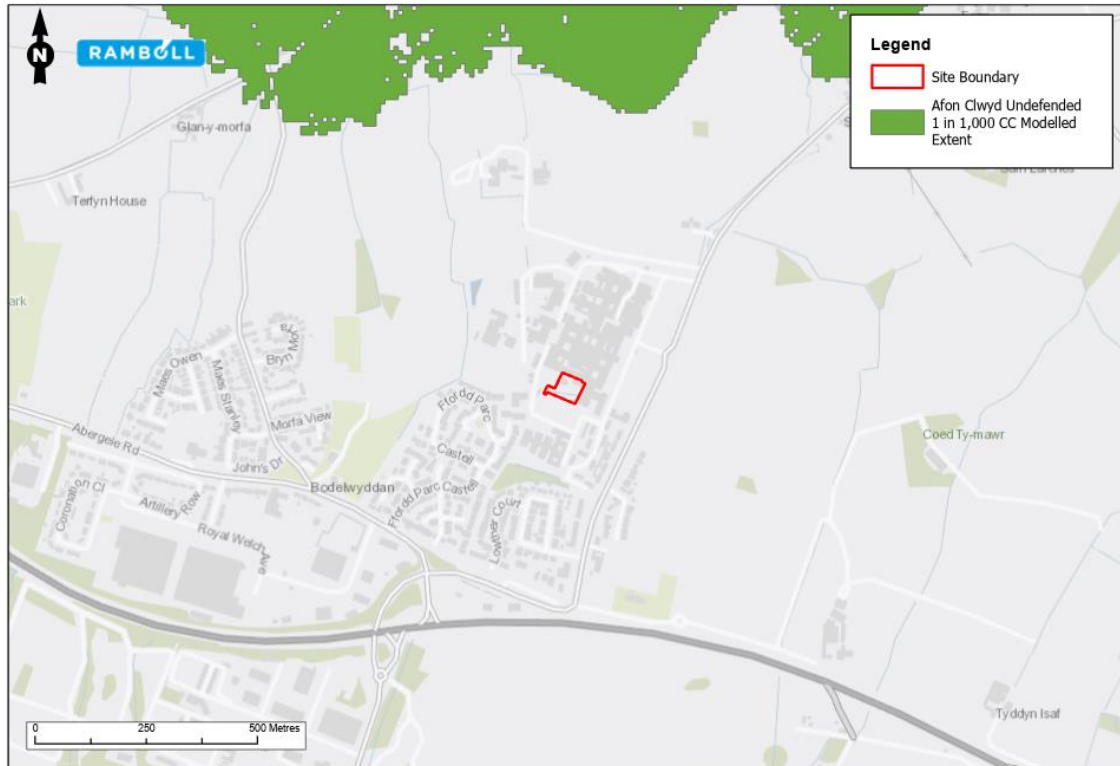 N
RAMBOLL
Legend
Site Boundary
Afon Clwyd Undefended
1 in 1,000 CC Modelled
Extent
Glan-y-morfa
Terfyn House
ark
Maes Owen
Bryn Morfa
Maes Stanley
Morfa View
Abergele Rd
John's Dr
Ffordd Parc
Castell
Bodelwyddan
Ffordd Parc Castell
Lowther Court
Coronation Cl
Artillery Row
Royal Welch Ave
Coed Ty-mawr
Tyddyn Isaf
0 250 500 Metres